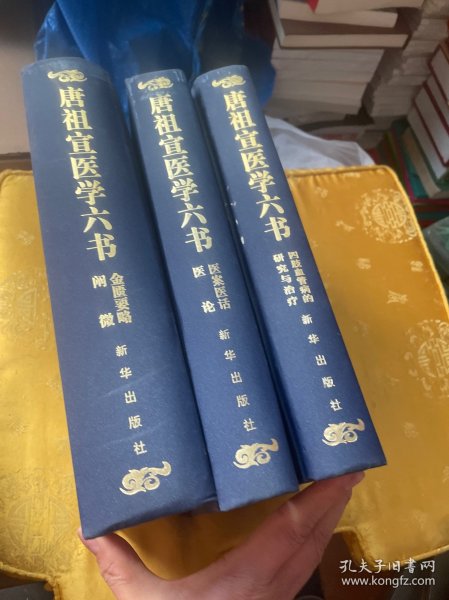 唐祖宣医学六书
金匮要略
阐微
新华出版社
唐祖宣医学六书
医案医话
医论
新华出版社
唐祖宣医学六书
四肢血管病的
研究与治疗
新华出版社
孔夫子旧书网
www.kongfz.com